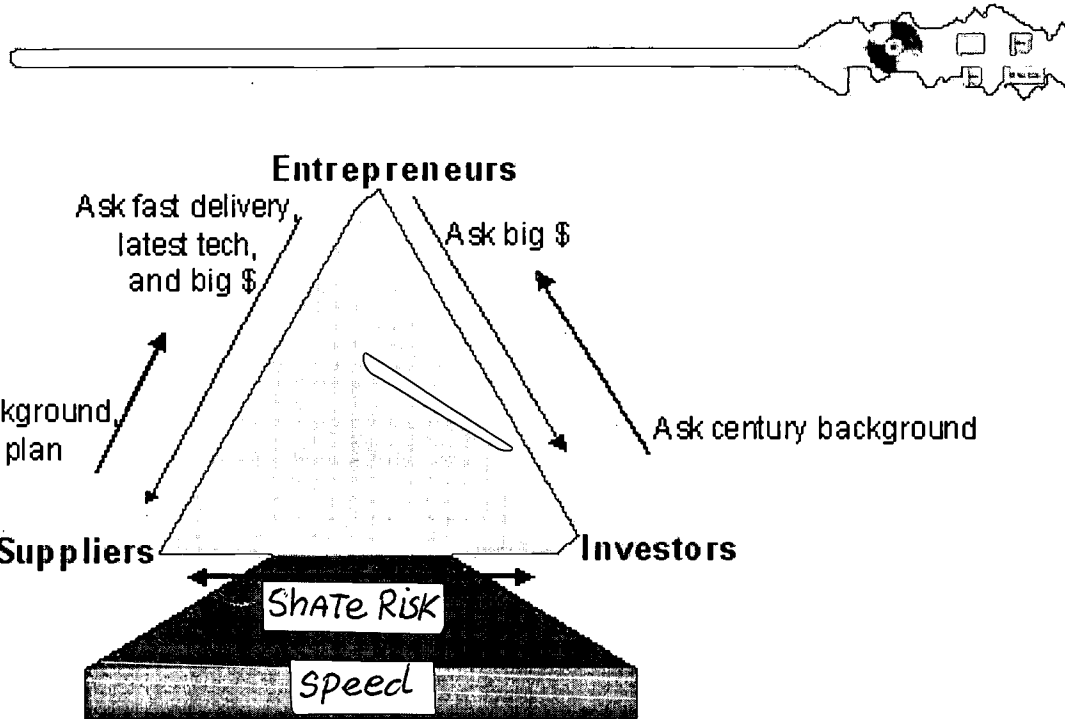 Entrepreneurs
Ask fast delivery,
latest tech,
and big $
Ask big $
kground,
plan
Ask century background
Suppliers
Investors
ShATe RiSK
Speed